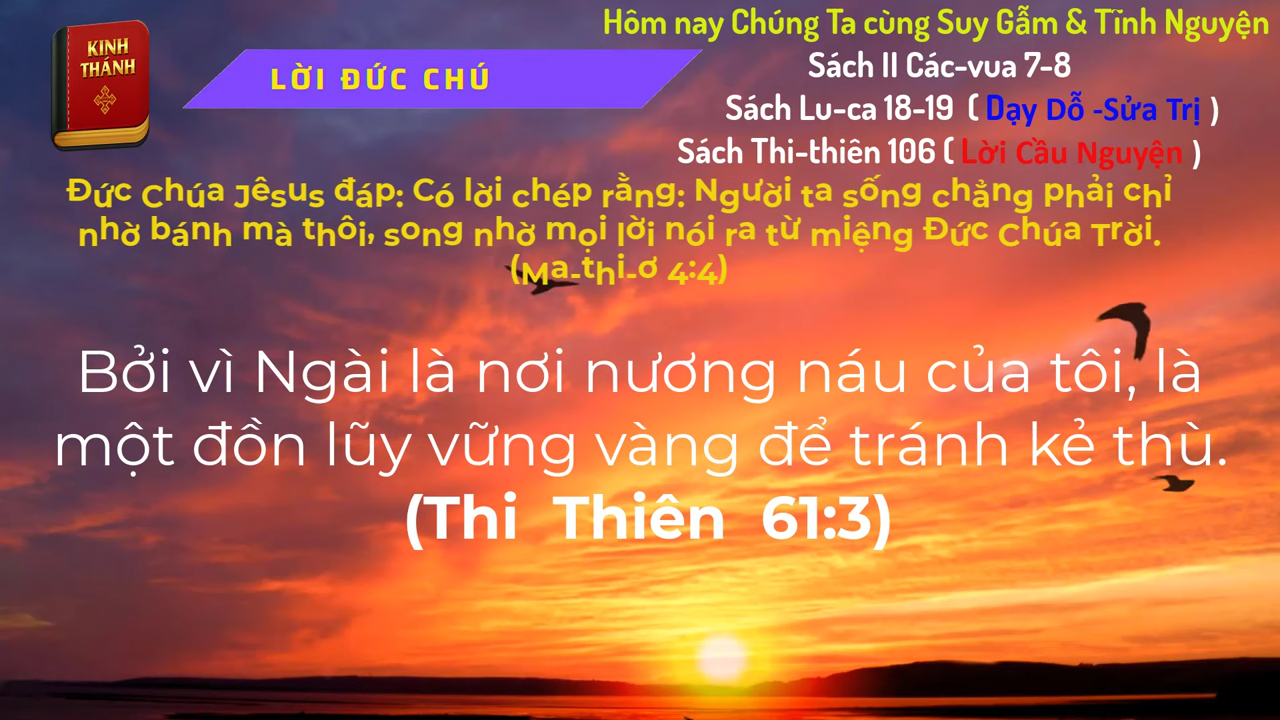 KINH
THÁNH
LỜI ĐỨC CHÚ
Hôm nay Chúng Ta cùng Suy Gẫm & Tĩnh Nguyện
Sách II Các-vua 7-8
Sách Lu-ca 18-19 ( Dạy Dỗ -Sửa Trị )
Sách Thi-thiên 106 ( Lời Cầu Nguyện )
Đức Chúa Jêsus đáp: Có lời chép rằng: Người ta sống chẳng phải chỉ
nhờ bánh mà thôi, song nhờ mọi lời nói ra từ miệng Đức Chúa Trời.
(Ma-thi-ơ 4:4)
Bởi vì Ngài là nơi nương náu của tôi, là
một đồn lũy vững vàng để tránh kẻ thù.
(Thi Thiên 61:3)